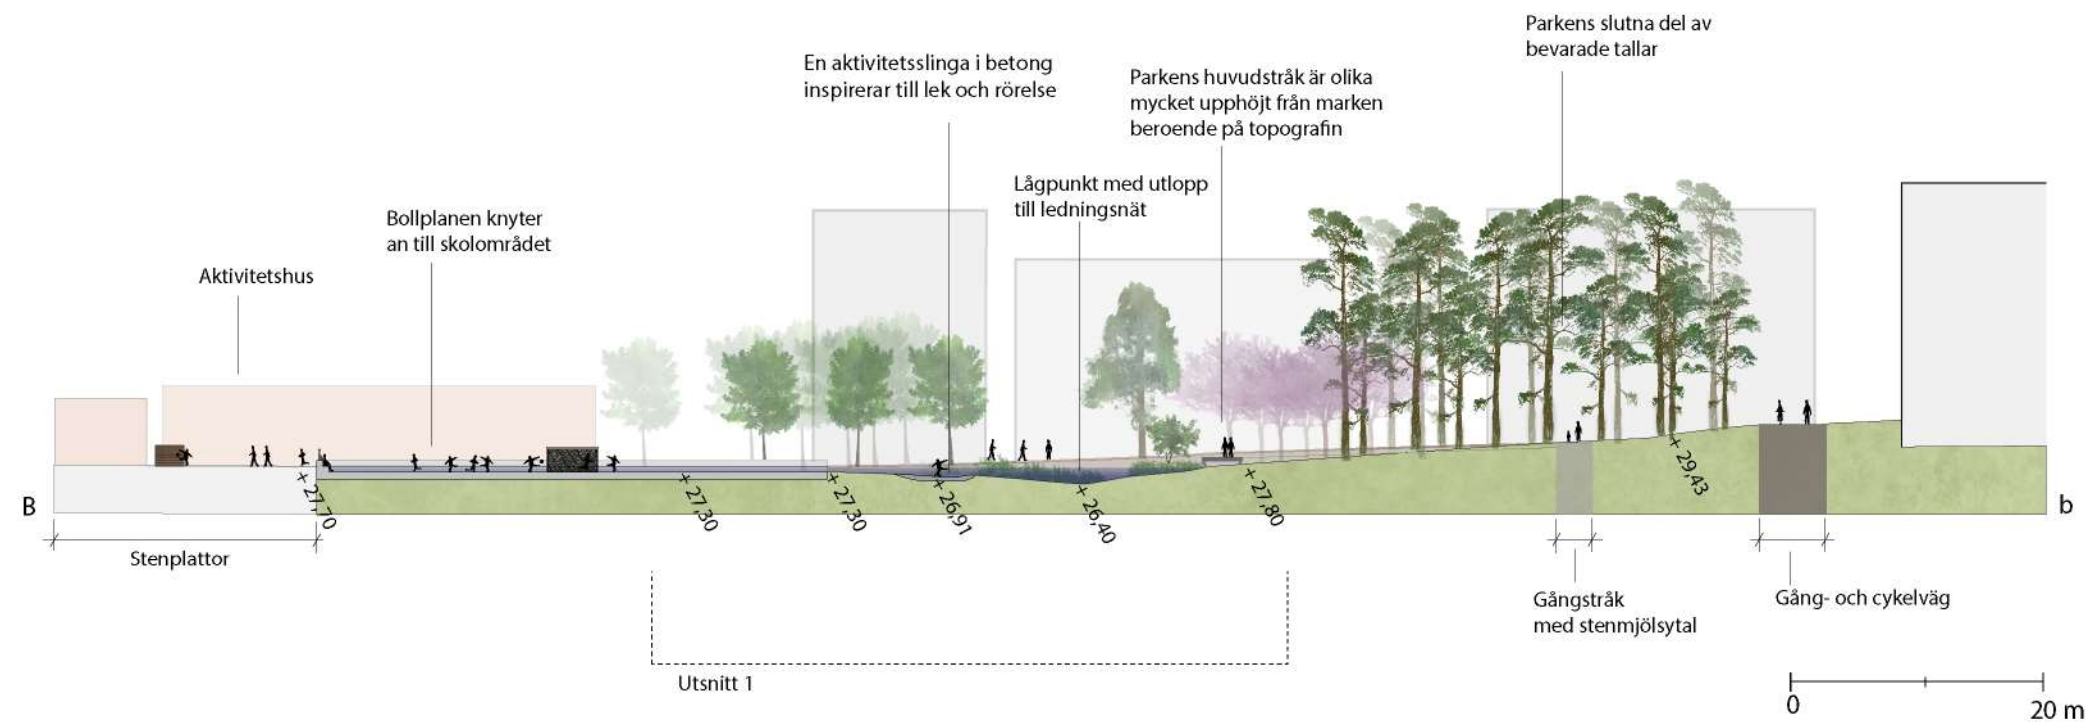 Parkens slutna del av
bevarade tallar
En aktivitetsslinga i betong
inspirerar till lek och rörelse
Parkens huvudstråk är olika
mycket upphöjt från marken
beroende på topografin
Lågpunkt med utlopp
till ledningsnät
Bollplanen knyter
an till skolområdet
Aktivitetshus
B
+ 27,70
+ 27,30
+ 27,30
+ 26,91
+ 26,40
+ 27,80
+ 29,43
b
Stenplattor
Gångstråk
med stenmjölsytal
Gång- och cykelväg
Utsnitt 1
0
20 m